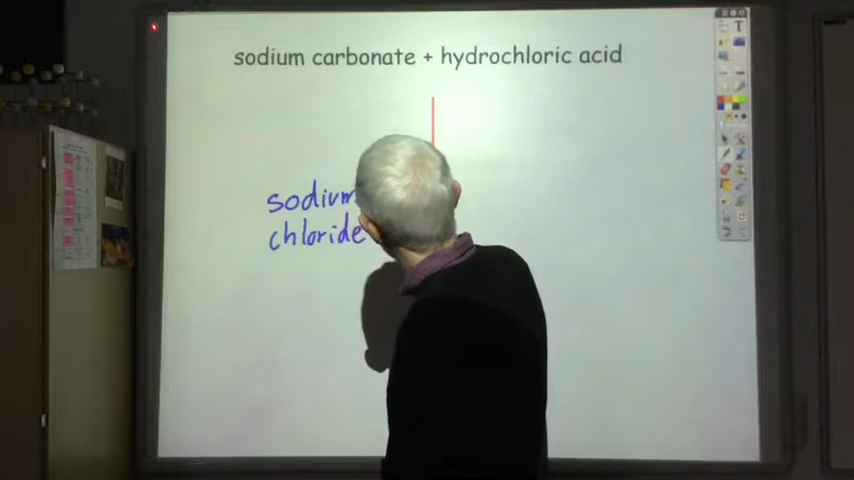 sodium carbonate + hydrochloric acid
sodium
chloride